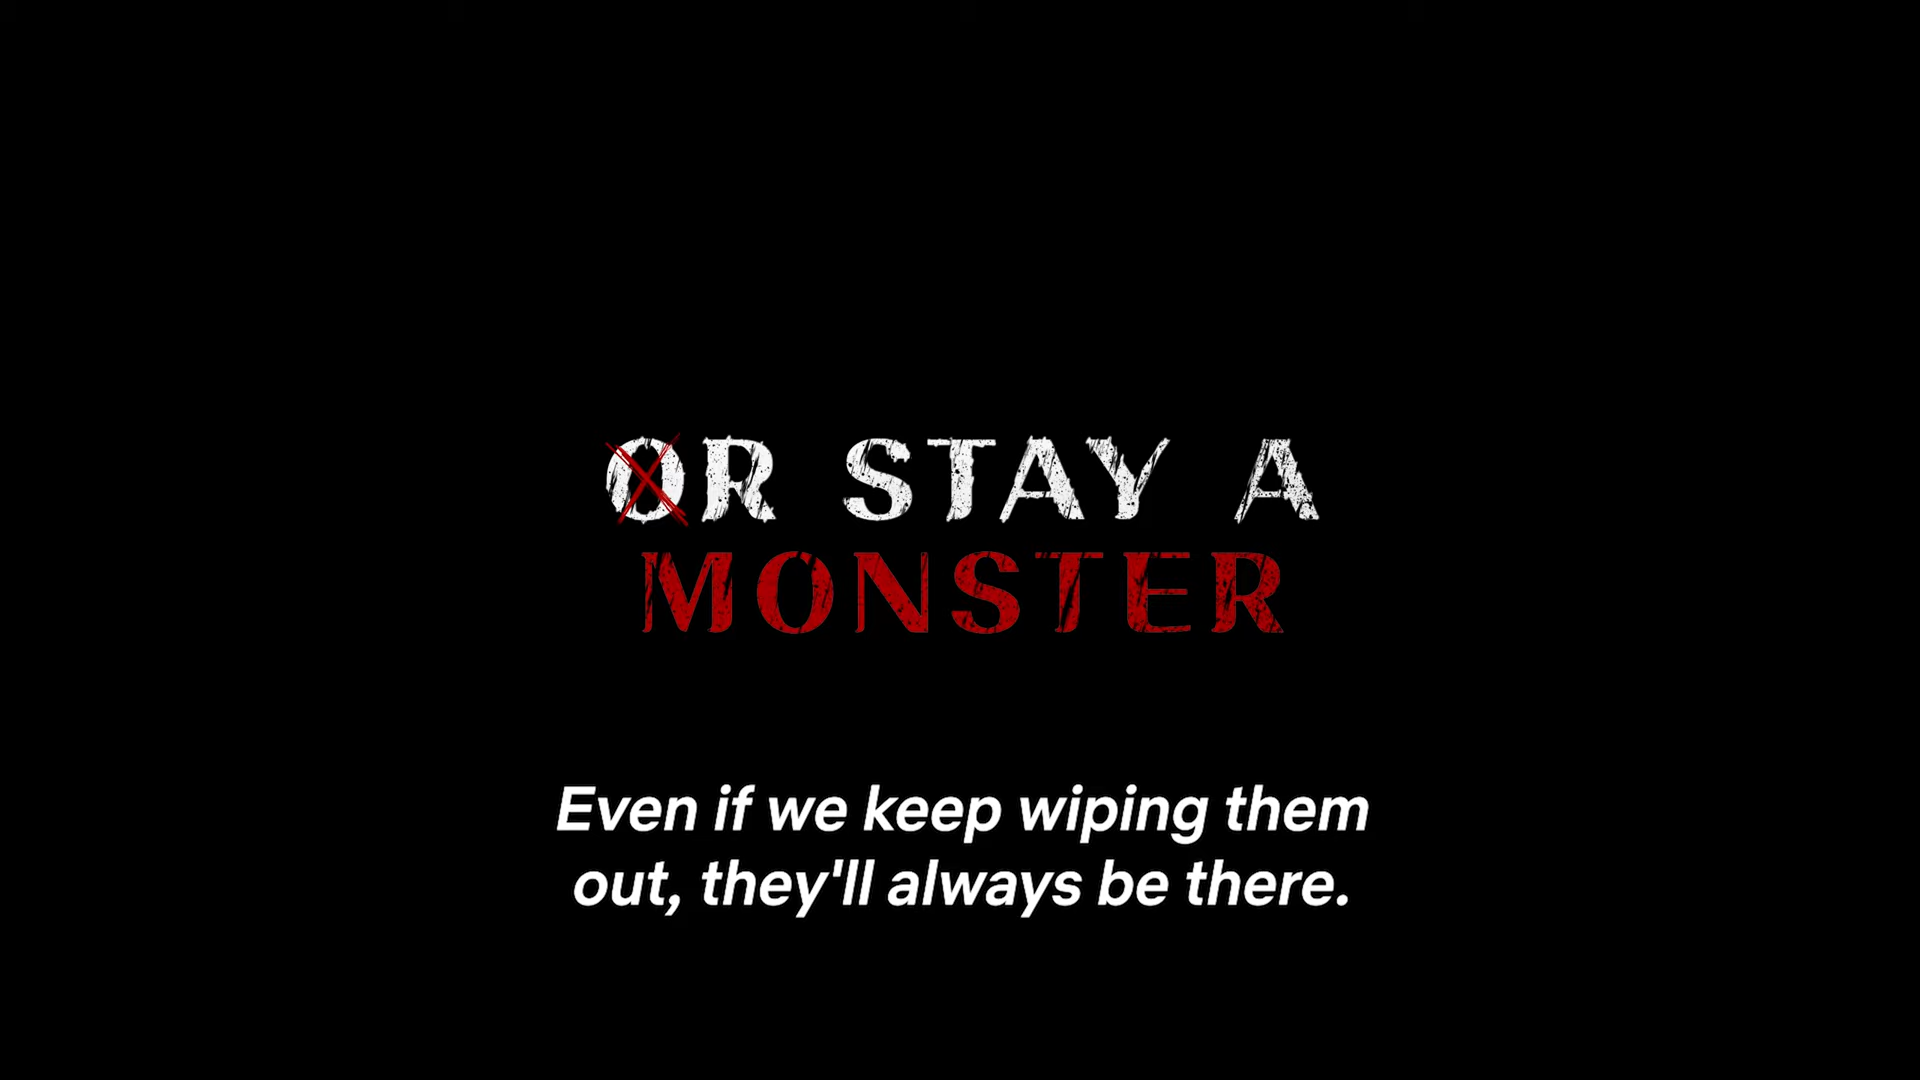 OR STAY A
MONSTER
Even if we keep wiping them
out, they'll always be there.